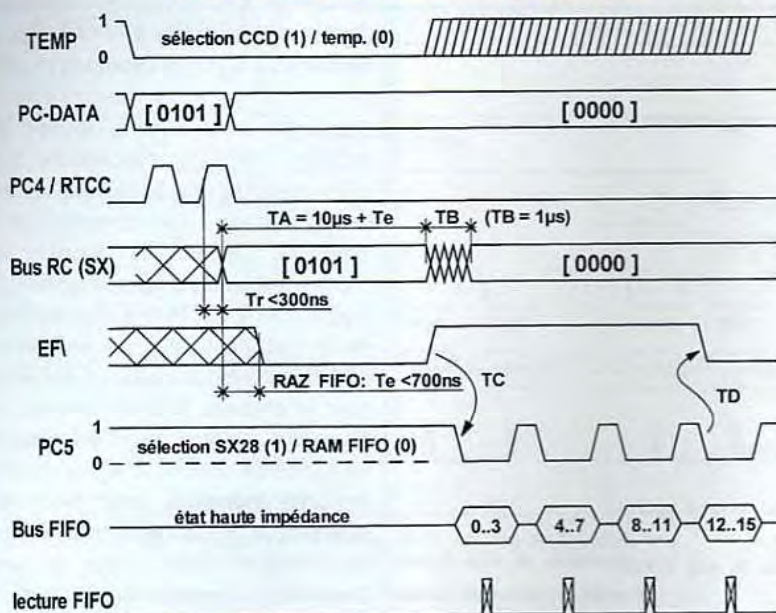 TEMP 1 0 sélection CCD (1) / temp. (0)
PC-DATA [ 0101 ] [ 0000 ]
PC4 / RTCC
TA = 10µs + Te TB (TB = 1µs)
Bus RC (SX) [ 0101 ] [ 0000 ]
Tr <300ns
EF\
RAZ FIFO: Te <700ns TC TD
PC5 1 0 sélection SX28 (1) / RAM FIFO (0)
Bus FIFO état haute impédance 0..3 4..7 8..11 12..15
lecture FIFO